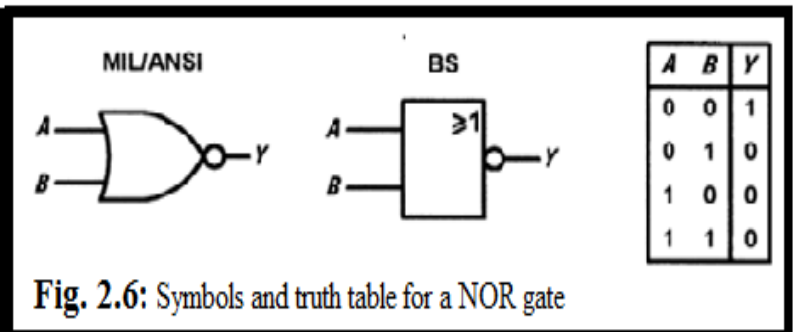 MIL/ANSI
BS
A B Y
A
B
Y
A
B
≥1
Y
0 0 1
0 1 0
1 0 0
1 1 0
Fig. 2.6: Symbols and truth table for a NOR gate